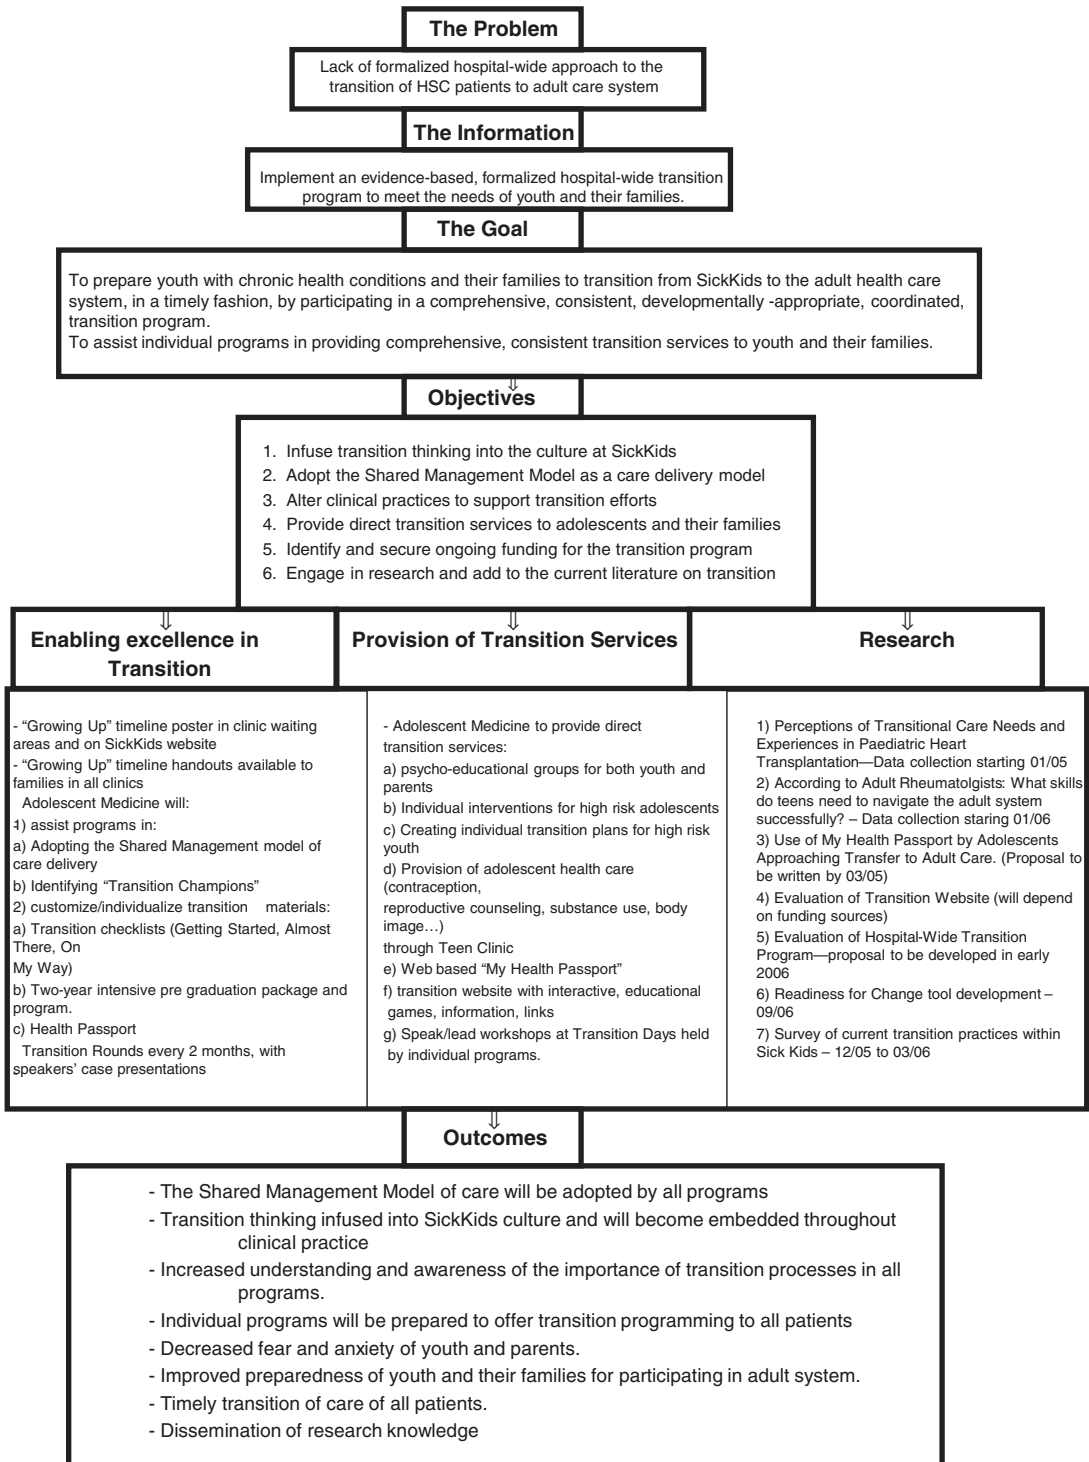 The Problem
Lack of formalized hospital-wide approach to the
transition of HSC patients to adult care system
The Information
Implement an evidence-based, formalized hospital-wide transition
program to meet the needs of youth and their families.
The Goal
To prepare youth with chronic health conditions and their families to transition from SickKids to the adult health care
system, in a timely fashion, by participating in a comprehensive, consistent, developmentally -appropriate, coordinated,
transition program.
To assist individual programs in providing comprehensive, consistent transition services to youth and their families.
⇓
Objectives
1. Infuse transition thinking into the culture at SickKids
2. Adopt the Shared Management Model as a care delivery model
3. Alter clinical practices to support transition efforts
4. Provide direct transition services to adolescents and their families
5. Identify and secure ongoing funding for the transition program
6. Engage in research and add to the current literature on transition
⇓
Enabling excellence in
Transition
- “Growing Up” timeline poster in clinic waiting
areas and on SickKids website
- “Growing Up” timeline handouts available to
families in all clinics
Adolescent Medicine will:
1) assist programs in:
a) Adopting the Shared Management model of
care delivery
b) Identifying “Transition Champions”
2) customize/individualize transition materials:
a) Transition checklists (Getting Started, Almost
There, On
My Way)
b) Two-year intensive pre graduation package and
program.
c) Health Passport
Transition Rounds every 2 months, with
speakers’ case presentations
⇓
Provision of Transition Services
- Adolescent Medicine to provide direct
transition services:
a) psycho-educational groups for both youth and
parents
b) Individual interventions for high risk adolescents
c) Creating individual transition plans for high risk
youth
d) Provision of adolescent health care
(contraception,
reproductive counseling, substance use, body
image…)
through Teen Clinic
e) Web based “My Health Passport”
f) transition website with interactive, educational
games, information, links
g) Speak/lead workshops at Transition Days held
by individual programs.
⇓
Research
1) Perceptions of Transitional Care Needs and
Experiences in Paediatric Heart
Transplantation—Data collection starting 01/05
2) According to Adult Rheumatolgists: What skills
do teens need to navigate the adult system
successfully? – Data collection staring 01/06
3) Use of My Health Passport by Adolescents
Approaching Transfer to Adult Care. (Proposal to
be written by 03/05)
4) Evaluation of Transition Website (will depend
on funding sources)
5) Evaluation of Hospital-Wide Transition
Program—proposal to be developed in early
2006
6) Readiness for Change tool development –
09/06
7) Survey of current transition practices within
Sick Kids – 12/05 to 03/06
⇓
Outcomes
- The Shared Management Model of care will be adopted by all programs
- Transition thinking infused into SickKids culture and will become embedded throughout
clinical practice
- Increased understanding and awareness of the importance of transition processes in all
programs.
- Individual programs will be prepared to offer transition programming to all patients
- Decreased fear and anxiety of youth and parents.
- Improved preparedness of youth and their families for participating in adult system.
- Timely transition of care of all patients.
- Dissemination of research knowledge